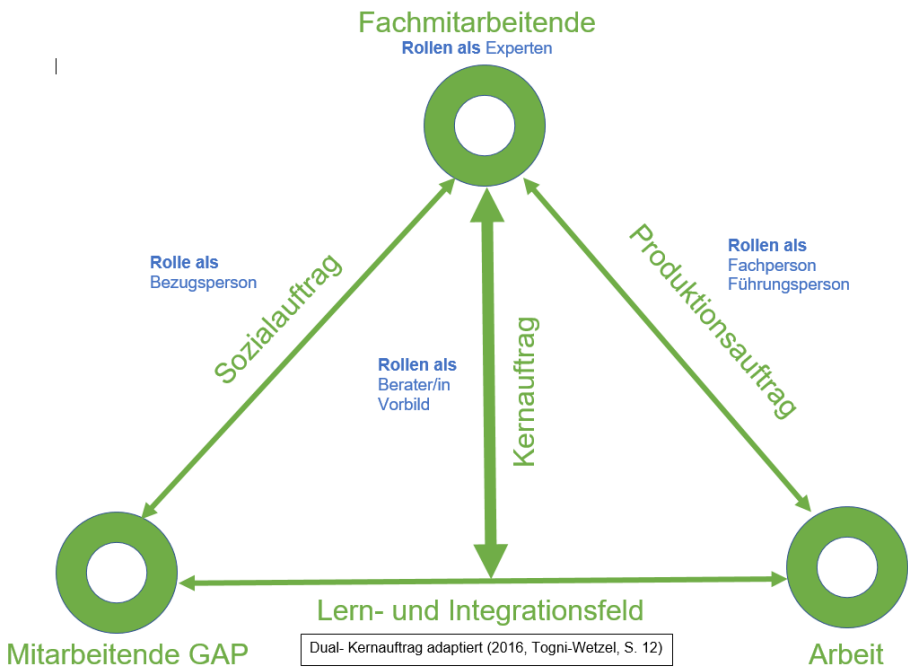 Fachmitarbeitende
Rollen als Experten
Rolle als
Bezugsperson
Sozialauftrag
Rollen als
Berater/in
Vorbild
Kernauftrag
Produktionsauftrag
Rollen als
Fachperson
Führungsperson
Lern- und Integrationsfeld
Mitarbeitende GAP
Dual- Kernauftrag adaptiert (2016, Togni-Wetzel, S. 12)
Arbeit